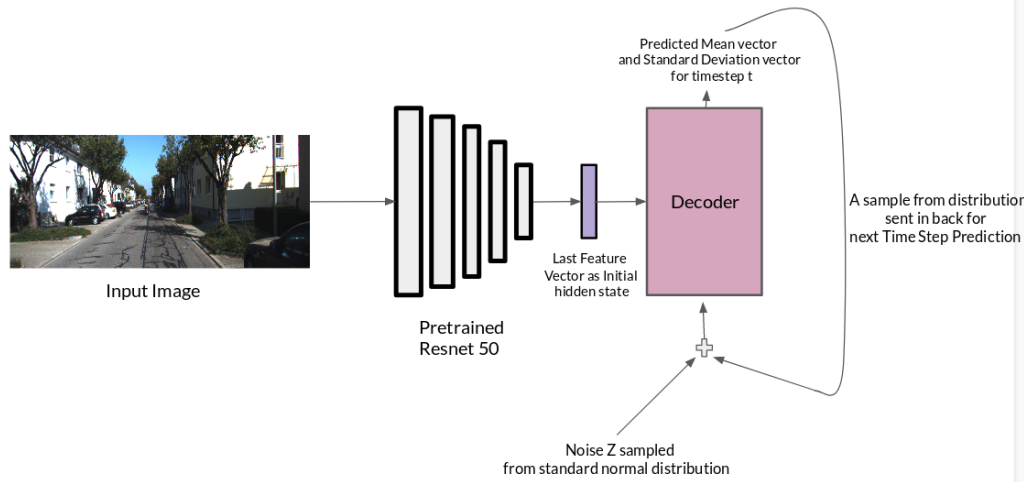 Predicted Mean vector
and Standard Deviation vector
for timestep t
Decoder
A sample from distribution
sent in back for
next Time Step Prediction
Last Feature
Vector as Initial
hidden state
Input Image
Pretrained
Resnet 50
Noise Z sampled
from standard normal distribution